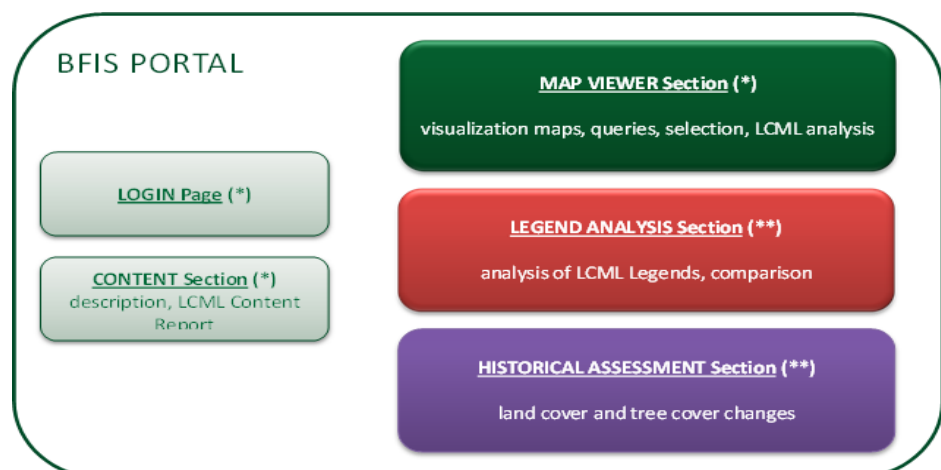 BFIS PORTAL
LOGIN Page (*)
CONTENT Section (*)
description, LCML Content
Report
MAP VIEWER Section (*)
visualization maps, queries, selection, LCML analysis
LEGEND ANALYSIS Section (**)
analysis of LCML Legends, comparison
HISTORICAL ASSESSMENT Section (**)
land cover and tree cover changes